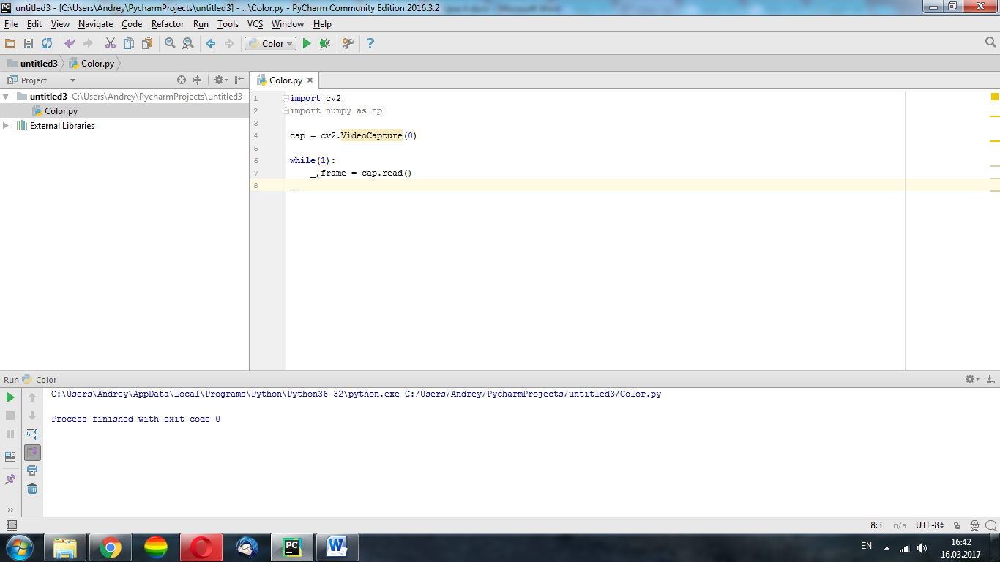 untitled3 - [C:\Users\Andrey\PycharmProjects\untitled3] - ...\Color.py - PyCharm Community Edition 2016.3.2
File Edit View Navigate Code Refactor Run Tools VCS Window Help
Color
untitled3 Color.py
Project
Color.py
untitled3 C:\Users\Andrey\PycharmProjects\untitled3
Color.py
External Libraries
1 import cv2
2 import numpy as np
3
4 cap = cv2.VideoCapture(0)
5
6 while(1):
7 _,frame = cap.read()
8
Run Color
C:\Users\Andrey\AppData\Local\Programs\Python\Python36-32\python.exe C:/Users/Andrey/PycharmProjects/untitled3/Color.py
Process finished with exit code 0
8:3 n/a UTF-8
EN
16:42
16.03.2017